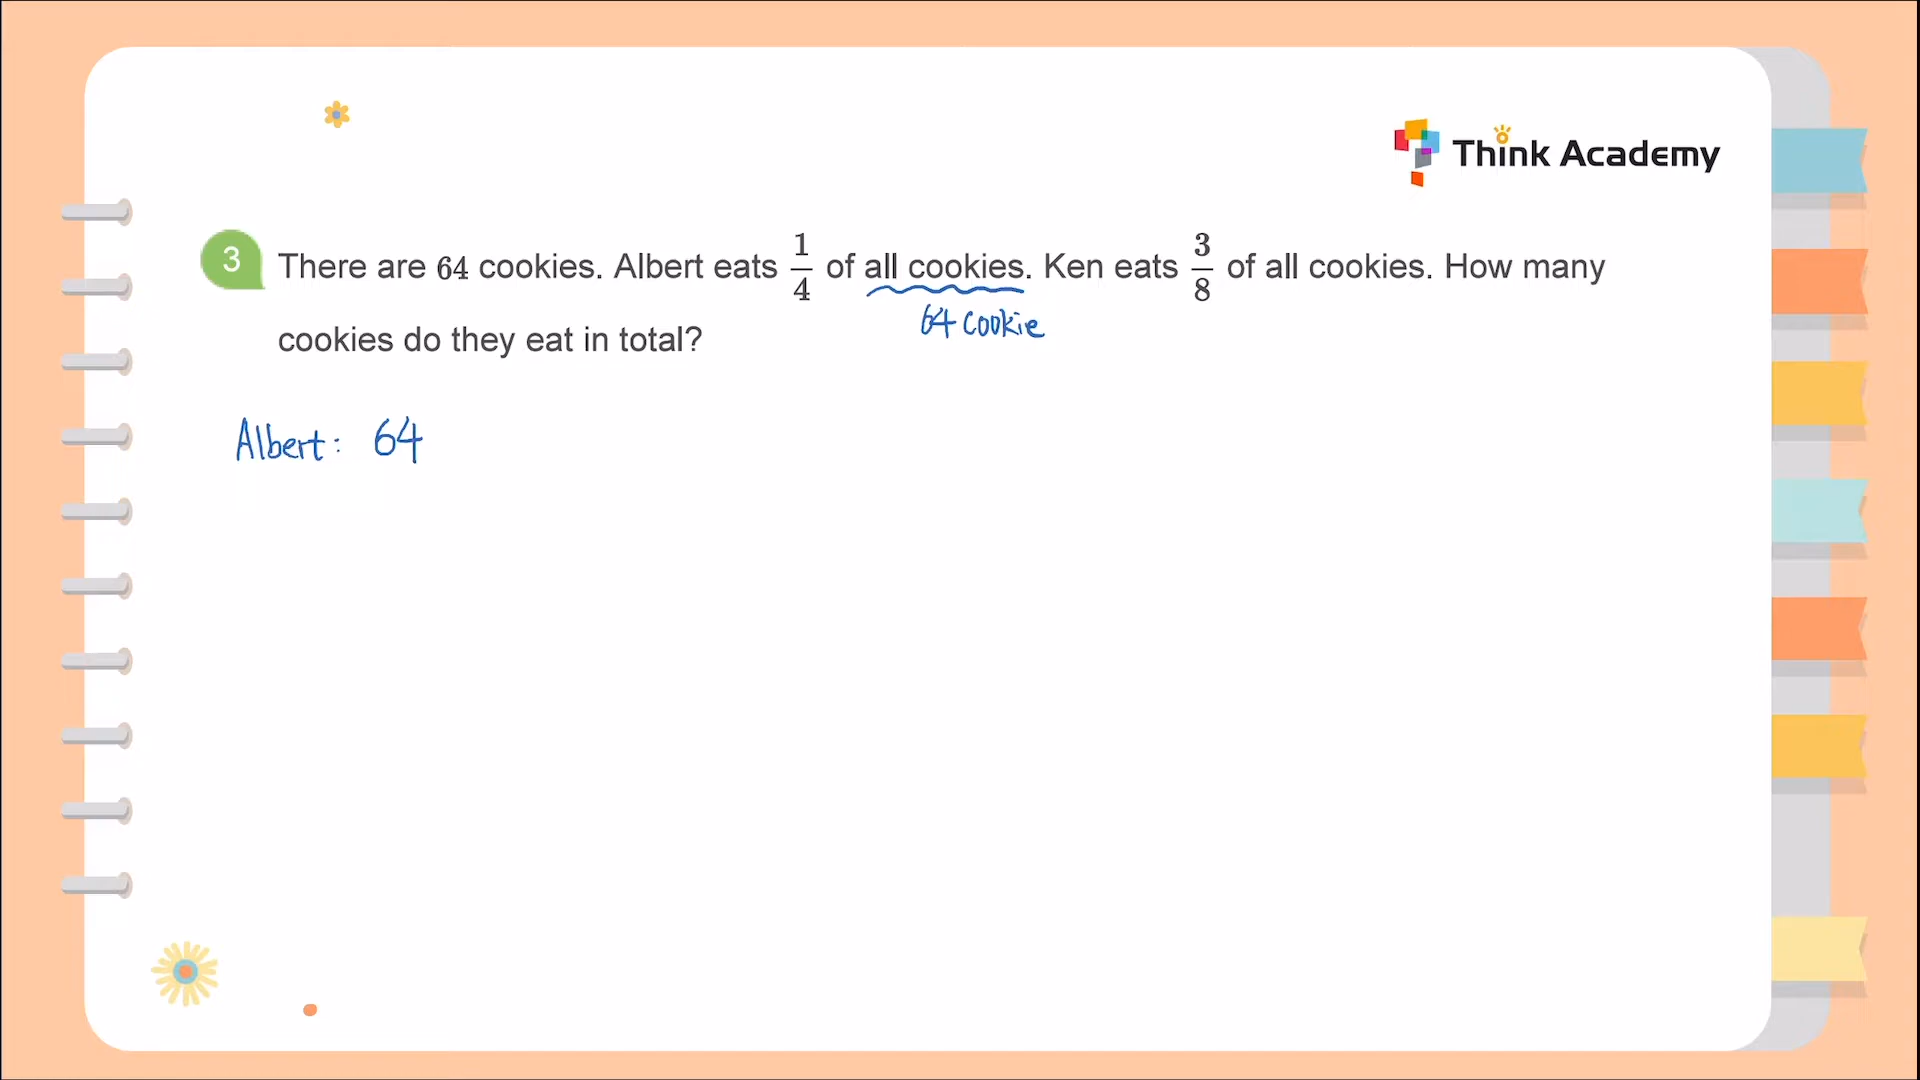 Think Academy
3 There are 64 cookies. Albert eats 1/4 of all cookies. Ken eats 3/8 of all cookies. How many
64 cookie
cookies do they eat in total?
Albert: 64